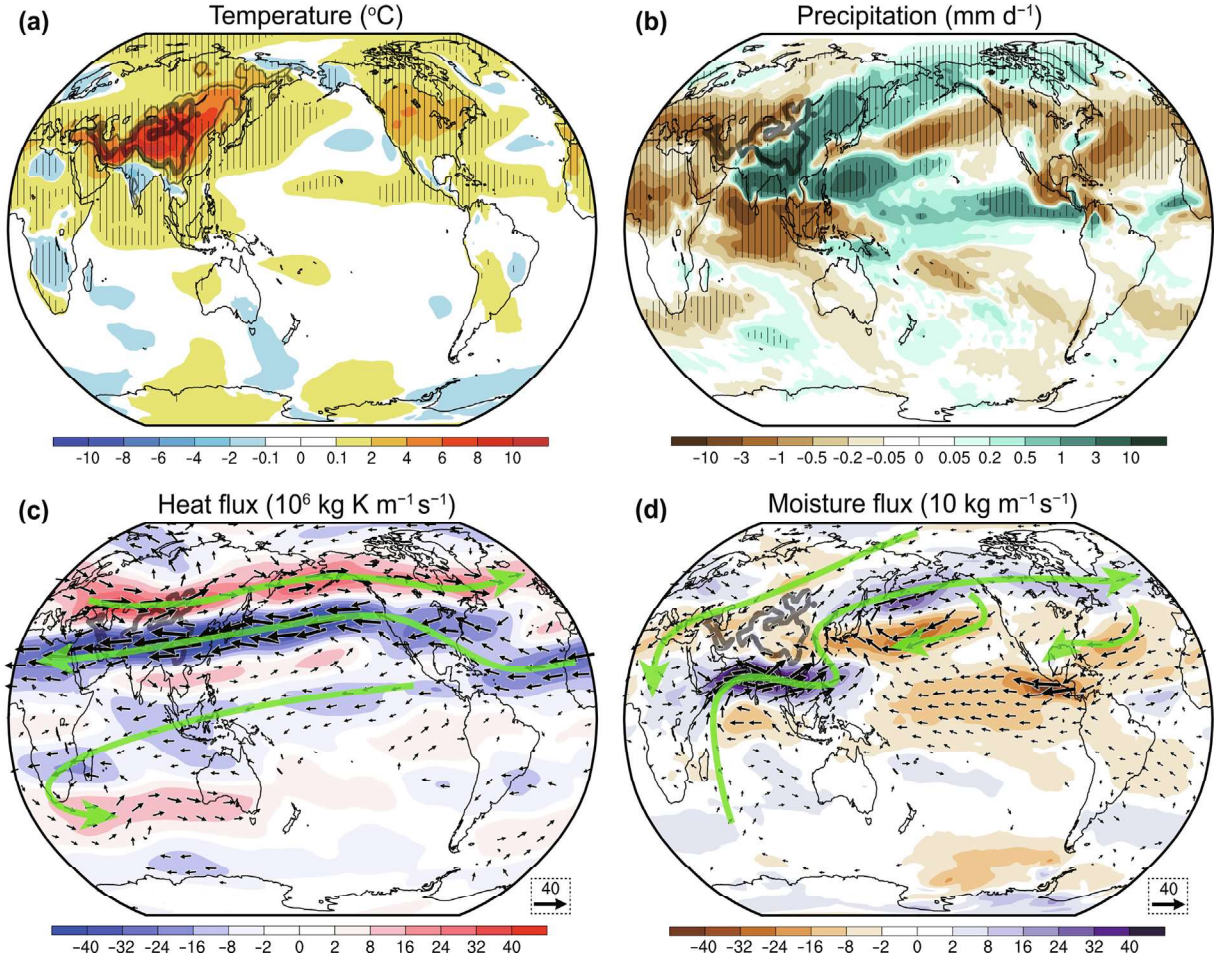 (a) Temperature (°C)
(b) Precipitation (mm d⁻¹)
−10 −8 −6 −4 −2 −0.1 0 0.1 2 4 6 8 10
−10 −3 −1 −0.5 −0.2 −0.05 0 0.05 0.2 0.5 1 3 10
(c) Heat flux (10⁶ kg K m⁻¹ s⁻¹)
(d) Moisture flux (10 kg m⁻¹ s⁻¹)
40
40
−40 −32 −24 −16 −8 −2 0 2 8 16 24 32 40
−40 −32 −24 −16 −8 −2 0 2 8 16 24 32 40